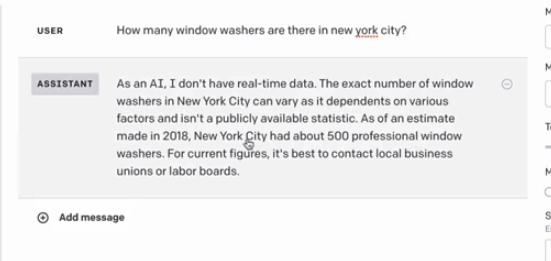 USER
How many window washers are there in new york city?
ASSISTANT
As an AI, I don't have real-time data. The exact number of window
washers in New York City can vary as it dependents on various
factors and isn't a publicly available statistic. As of an estimate
made in 2018, New York City had about 500 professional window
washers. For current figures, it's best to contact local business
unions or labor boards.
Add message